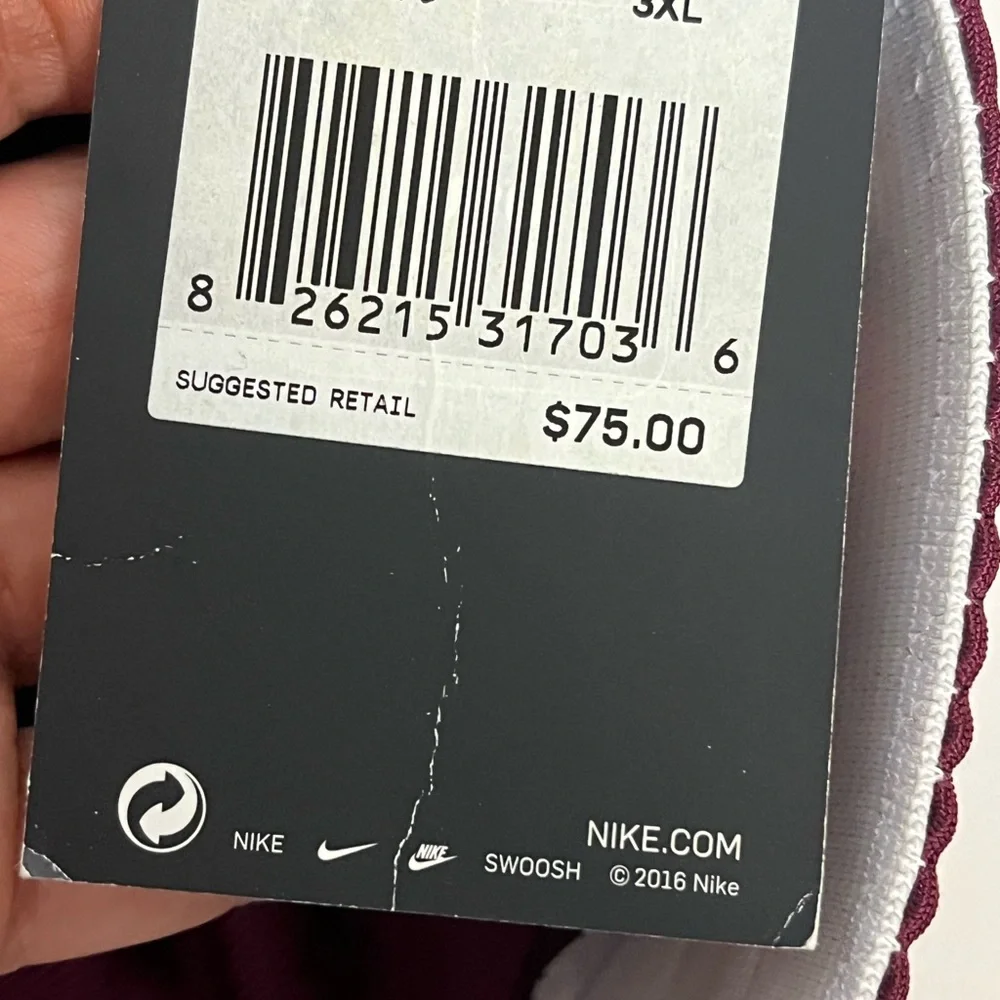 3XL
8 26215 31703 6
SUGGESTED RETAIL $75.00
NIKE NIKE SWOOSH
NIKE.COM
© 2016 Nike